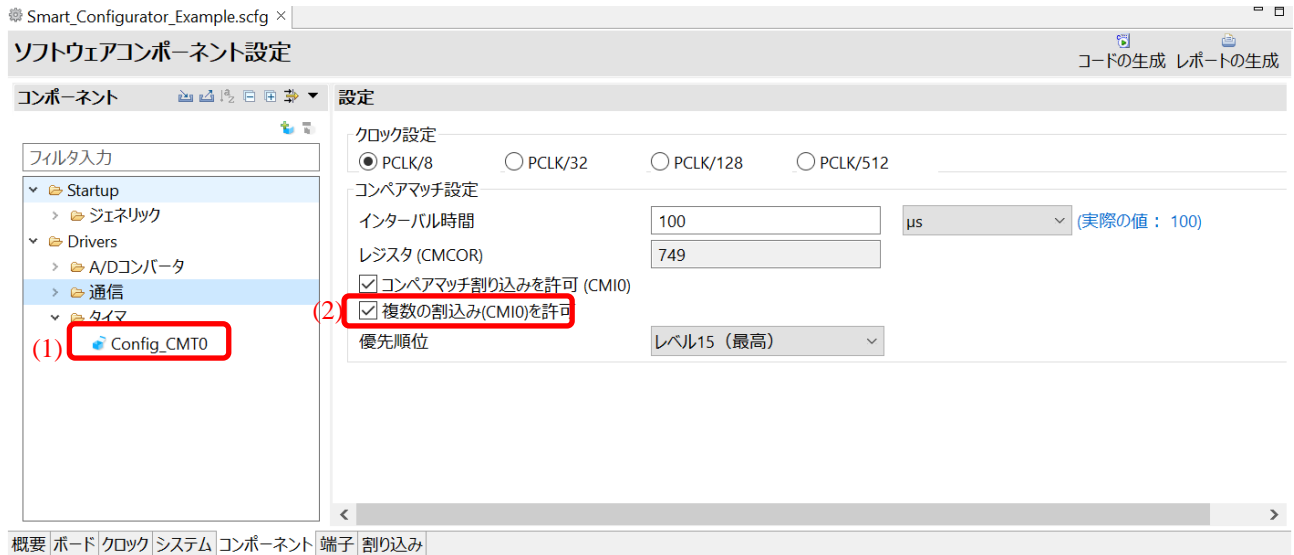 Smart_Configurator_Example.scfg ×
ソフトウェアコンポーネント設定
コードの生成 レポートの生成
コンポーネント
設定
フィルタ入力
Startup
ジェネリック
Drivers
A/Dコンバータ
通信
タイマ
(1)
Config_CMT0
クロック設定
PCLK/8 PCLK/32 PCLK/128 PCLK/512
コンペアマッチ設定
インターバル時間 100 µs (実際の値： 100)
レジスタ (CMCOR) 749
コンペアマッチ割り込みを許可 (CMI0)
(2) 複数の割込み(CMI0)を許可
優先順位 レベル15（最高）
概要 ボード クロック システム コンポーネント 端子 割り込み